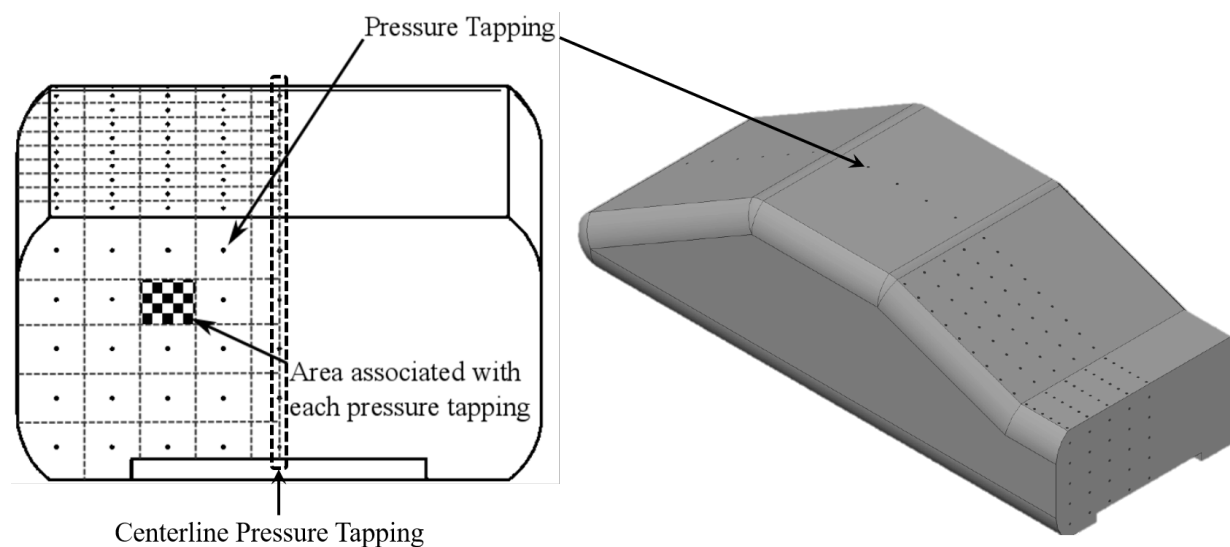 Pressure Tapping
Area associated with
each pressure tapping
Centerline Pressure Tapping